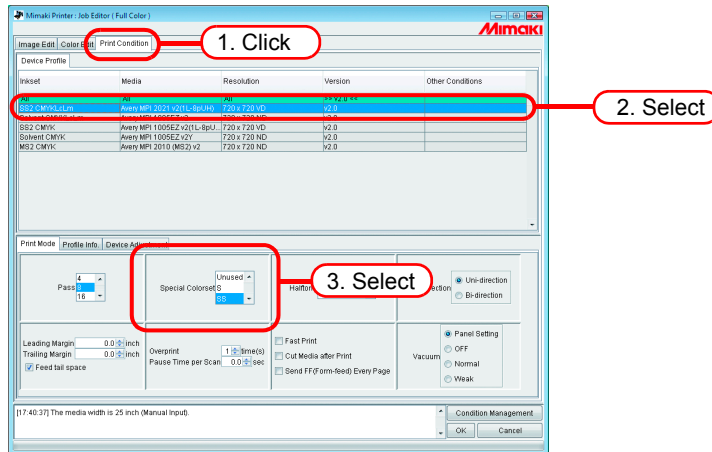 Mimaki Printer : Job Editor ( Full Color )
Mimaki
Image Edit Color Edit Print Condition
1. Click
Device Profile
Inkset Media Resolution Version Other Conditions
All All All >> v2.0 <<
SS2 CMYKLcLm Avery MPI 2021 v2(1L-8pUH) 720 x 720 VD v2.0
2. Select
720 x 720 ND v2.0
SS2 CMYK Avery MPI 1005EZ v2(1L-8pU... 720 x 720 VD v2.0
Solvent CMYK Avery MPI 1005EZ v2Y 720 x 720 ND v2.0
MS2 CMYK Avery MPI 2010 (MS2) v2 720 x 720 ND v2.0
Print Mode Profile Info. Device
Pass 4 8 16
Special Colorset Unused S SS
3. Select
Uni-direction
Bi-direction
Leading Margin 0.0 inch
Trailing Margin 0.0 inch
Feed tail space
Overprint 1 time(s)
Pause Time per Scan 0.0 sec
Fast Print
Cut Media after Print
Send FF(Form-feed) Every Page
Vacuum
Panel Setting
OFF
Normal
Weak
[17:40:37] The media width is 25 inch (Manual Input).
Condition Management
OK Cancel